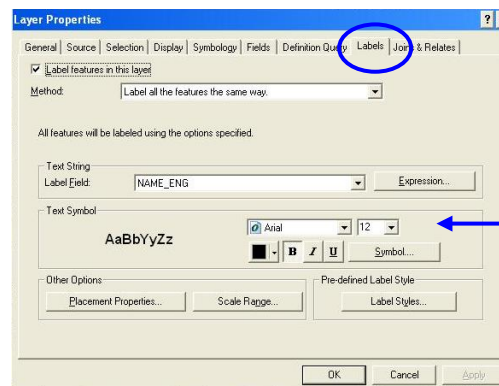 Layer Properties
?
General Source Selection Display Symbology Fields Definition Query Labels Joins & Relates
Label features in this layer
Method: Label all the features the same way.
All features will be labeled using the options specified.
Text String
Label Field: NAME_ENG Expression...
Text Symbol
AaBbYyZz
Arial 12
B I U Symbol...
Other Options Pre-defined Label Style
Placement Properties... Scale Range... Label Styles...
OK Cancel Apply